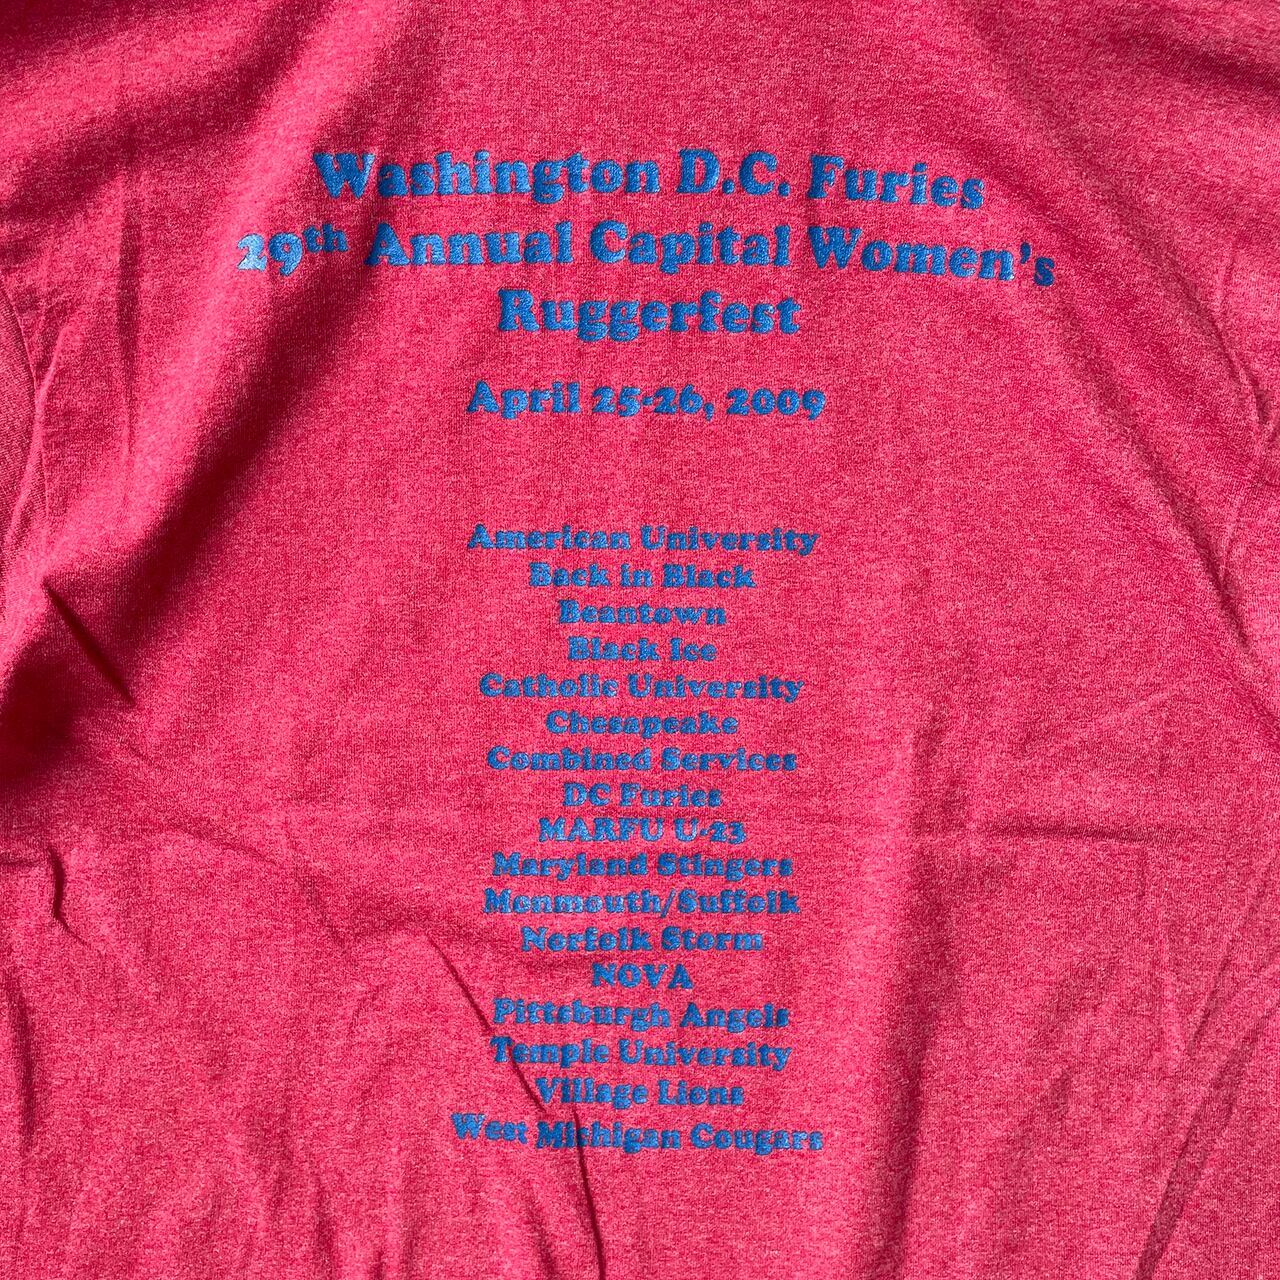 Washington D.C. Furies
29th Annual Capital Women's
Ruggerfest
April 25-26, 2009
American University
Back in Black
Beantown
Black Ice
Catholic University
Chesapeake
Combined Services
DC Furies
MARFU U-23
Maryland Stingers
Monmouth/Suffolk
Norfolk Storm
NOVA
Pittsburgh Angels
Temple University
Village Lions
West Michigan Cougars